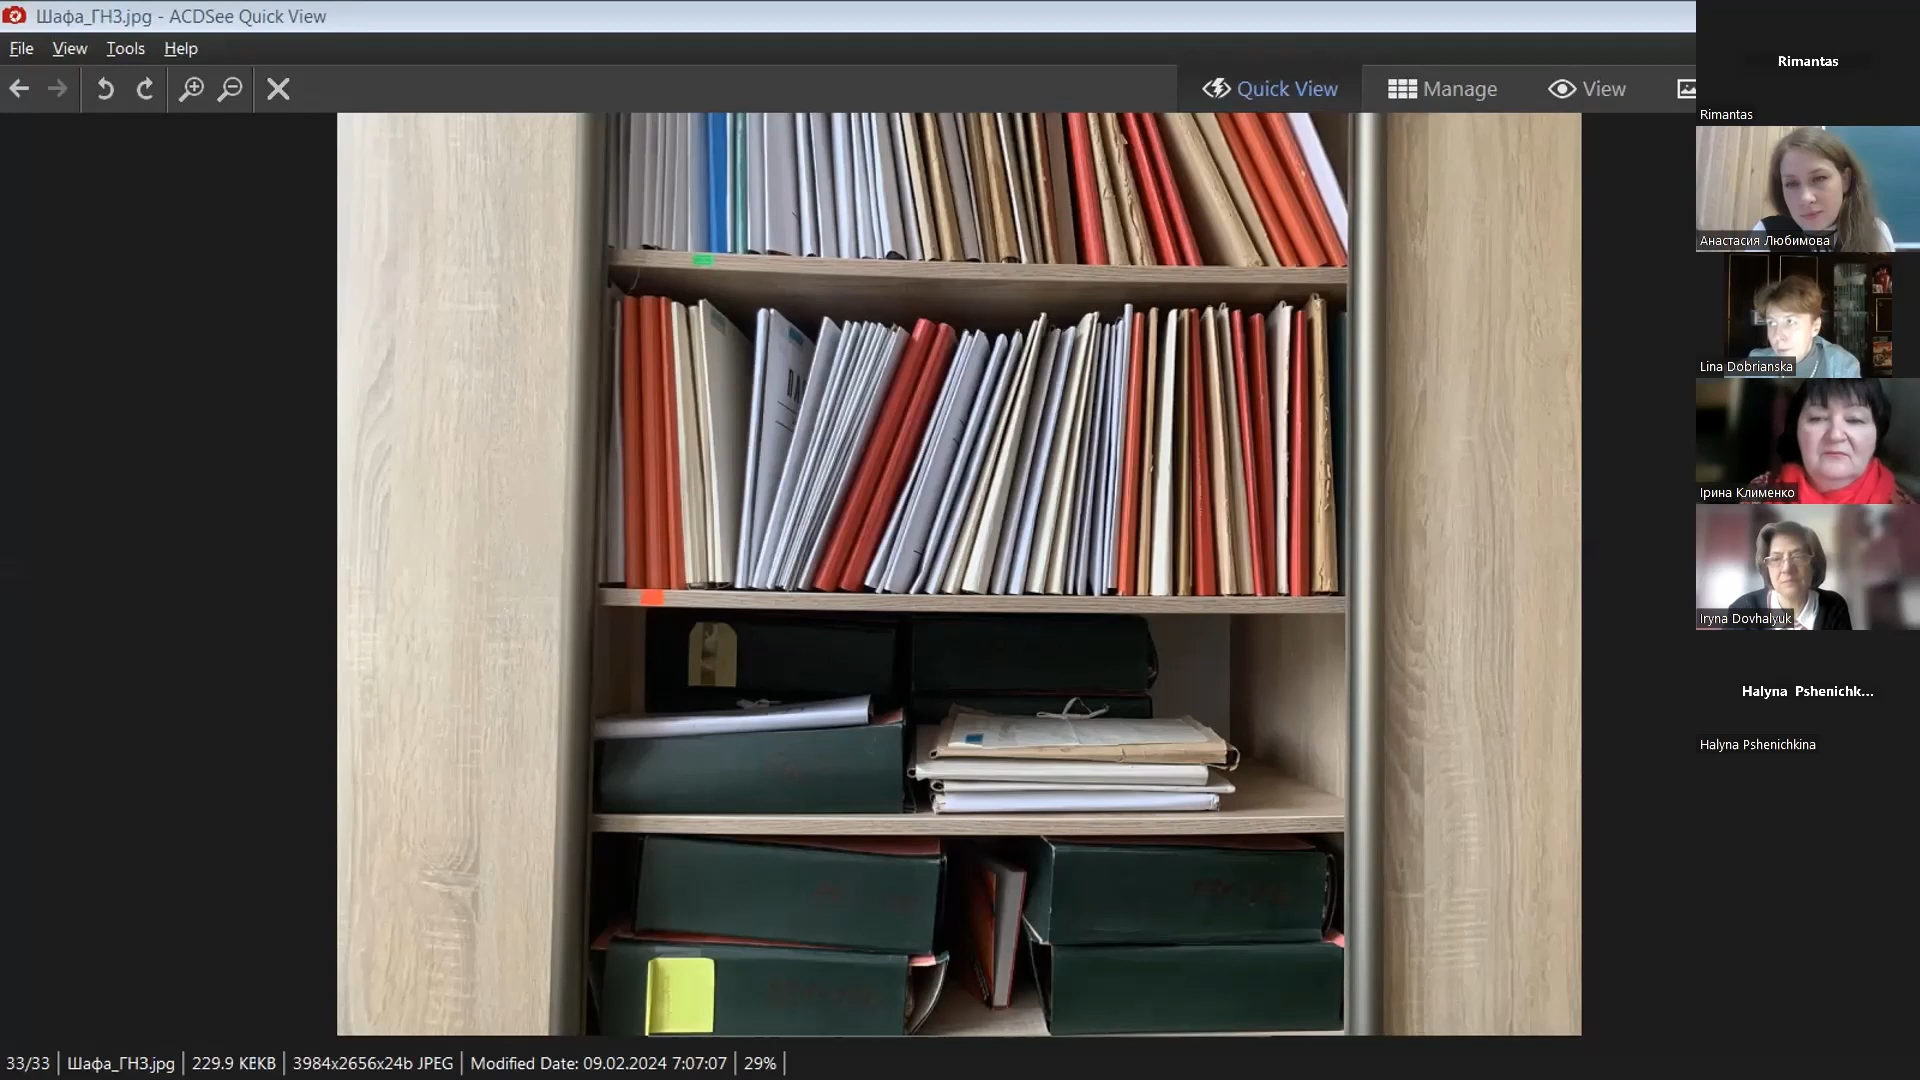 Шафа_ГНЗ.jpg - ACDSee Quick View
File View Tools Help
Quick View Manage View
Rimantas
Rimantas
Анастасия Любимова
Lina Dobrianska
Ірина Клименко
Iryna Dovhalyuk
Halyna Pshenichk...
Halyna Pshenichkina
33/33 Шафа_ГНЗ.jpg 229.9 KБKB 3984x2656x24b JPEG Modified Date: 09.02.2024 7:07:07 29%